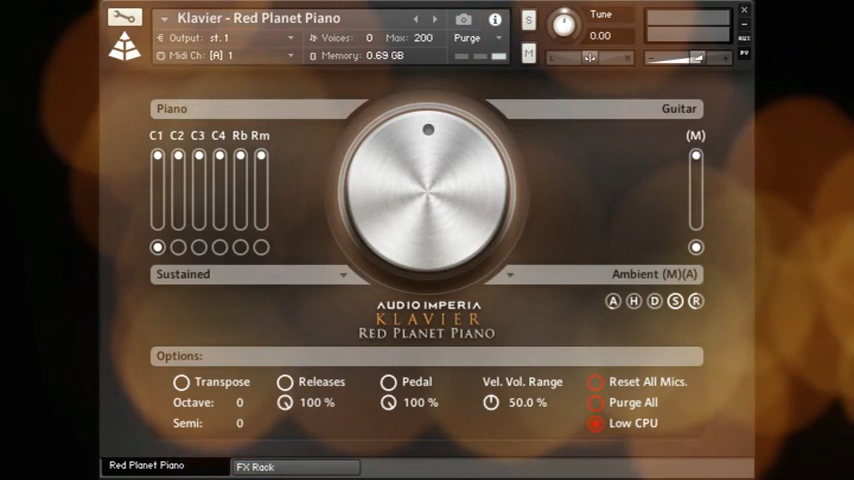 Klavier - Red Planet Piano
Output: st.1
Voices: 0
Max: 200
Purge
Midi Ch: [A] 1
Memory: 0.69 GB
S
M
Tune
0.00
L
R
AUX
PV
Piano
Guitar
C1 C2 C3 C4 Rb Rm
(M)
Sustained
Ambient (M)(A)
A H D S R
AUDIO IMPERIA
KLAVIER
RED PLANET PIANO
Options:
Transpose
Releases
Pedal
Vel. Vol. Range
Reset All Mics.
Octave: 0
100 %
100 %
50.0 %
Purge All
Semi: 0
Low CPU
Red Planet Piano
FX Rack